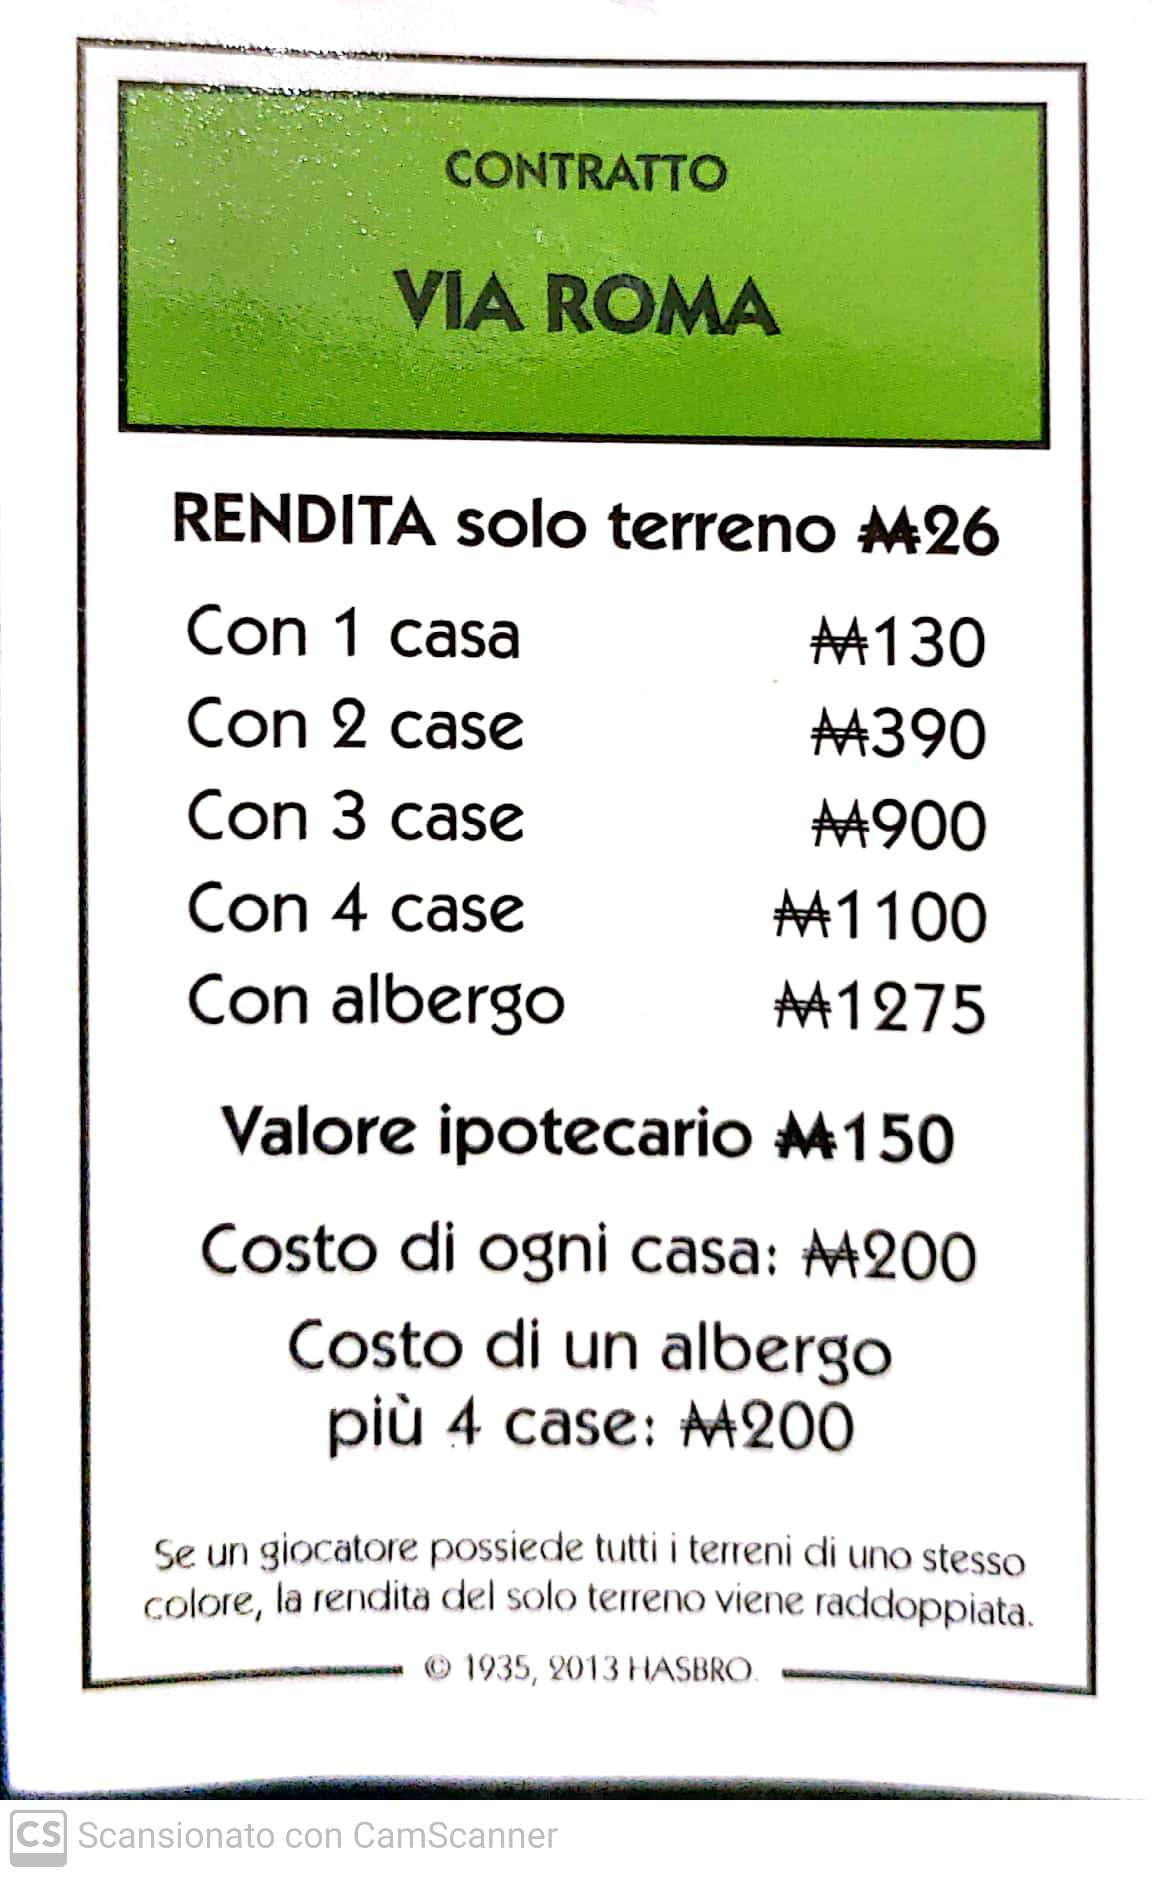 CONTRATTO
VIA ROMA
RENDITA solo terreno ₳26
Con 1 casa ₳130
Con 2 case ₳390
Con 3 case ₳900
Con 4 case ₳1100
Con albergo ₳1275
Valore ipotecario ₳150
Costo di ogni casa: ₳200
Costo di un albergo
più 4 case: ₳200
Se un giocatore possiede tutti i terreni di uno stesso
colore, la rendita del solo terreno viene raddoppiata.
© 1935, 2013 HASBRO.
CS Scansionato con CamScanner